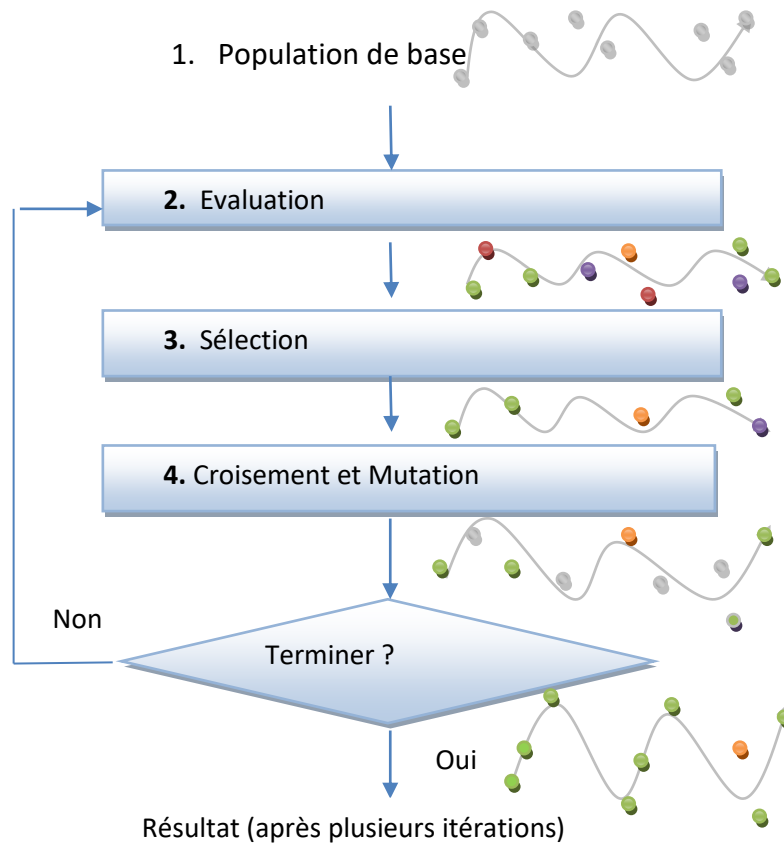 1. Population de base
2. Evaluation
3. Sélection
4. Croisement et Mutation
Non
Terminer ?
Oui
Résultat (après plusieurs itérations)